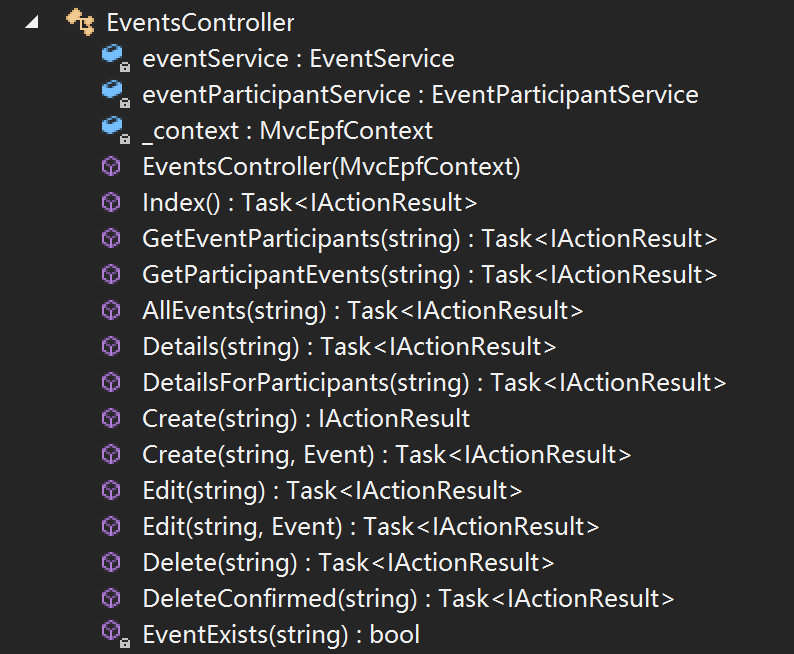 EventsController
eventService : EventService
eventParticipantService : EventParticipantService
_context : MvcEpfContext
EventsController(MvcEpfContext)
Index() : Task<IActionResult>
GetEventParticipants(string) : Task<IActionResult>
GetParticipantEvents(string) : Task<IActionResult>
AllEvents(string) : Task<IActionResult>
Details(string) : Task<IActionResult>
DetailsForParticipants(string) : Task<IActionResult>
Create(string) : IActionResult
Create(string, Event) : Task<IActionResult>
Edit(string) : Task<IActionResult>
Edit(string, Event) : Task<IActionResult>
Delete(string) : Task<IActionResult>
DeleteConfirmed(string) : Task<IActionResult>
EventExists(string) : bool